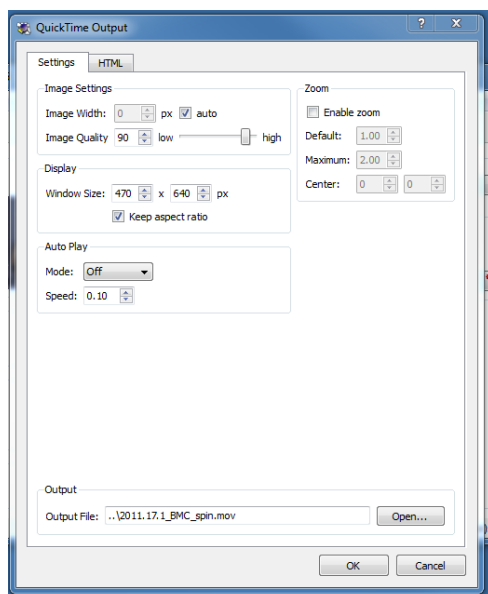 QuickTime Output
Settings HTML
Image Settings
Image Width: 0 px auto
Image Quality 90 low high
Display
Window Size: 470 x 640 px
Keep aspect ratio
Auto Play
Mode: Off
Speed: 0.10
Zoom
Enable zoom
Default: 1.00
Maximum: 2.00
Center: 0 0
Output
Output File: ..\2011.17.1_BMC_spin.mov Open...
OK Cancel